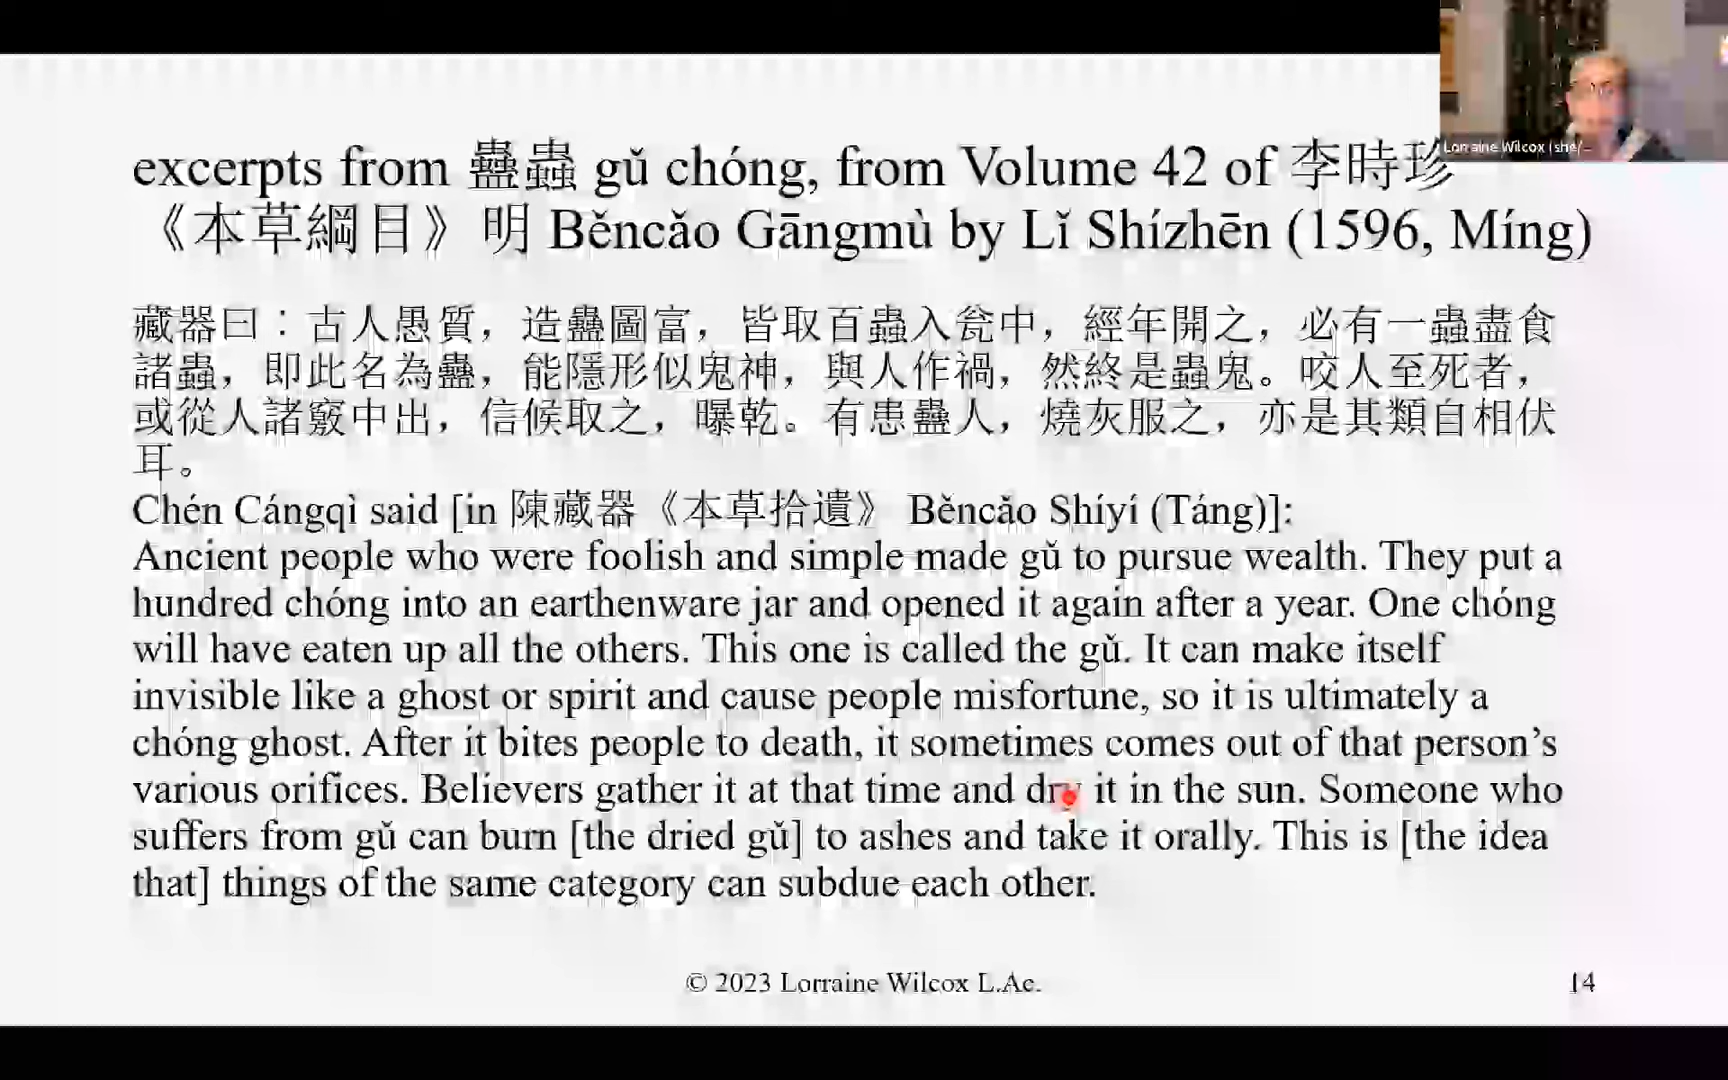 Lorraine Wilcox (she/...
excerpts from 蠱蟲 gǔ chóng, from Volume 42 of 李時珍
《本草綱目》明 Běncǎo Gāngmù by Lǐ Shízhēn (1596, Míng)
藏器曰：古人愚質，造蠱圖富，皆取百蟲入瓮中，經年開之，必有一蟲盡食
諸蟲，即此名為蠱，能隱形似鬼神，與人作禍，然終是蟲鬼。咬人至死者，
或從人諸竅中出，信候取之，曝乾。有患蠱人，燒灰服之，亦是其類自相伏
耳。
Chén Cángqì said [in 陳藏器《本草拾遺》 Běncǎo Shíyí (Táng)]:
Ancient people who were foolish and simple made gǔ to pursue wealth. They put a
hundred chóng into an earthenware jar and opened it again after a year. One chóng
will have eaten up all the others. This one is called the gǔ. It can make itself
invisible like a ghost or spirit and cause people misfortune, so it is ultimately a
chóng ghost. After it bites people to death, it sometimes comes out of that person's
various orifices. Believers gather it at that time and dry it in the sun. Someone who
suffers from gǔ can burn [the dried gǔ] to ashes and take it orally. This is [the idea
that] things of the same category can subdue each other.
© 2023 Lorraine Wilcox L.Ac.
14